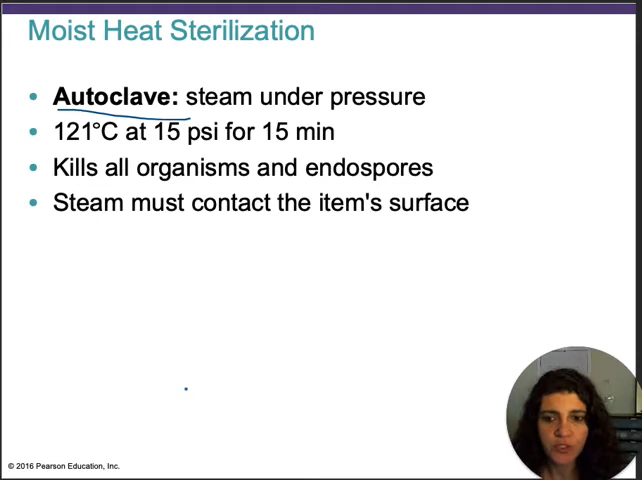 Moist Heat Sterilization
• Autoclave: steam under pressure
• 121°C at 15 psi for 15 min
• Kills all organisms and endospores
• Steam must contact the item's surface
© 2016 Pearson Education, Inc.